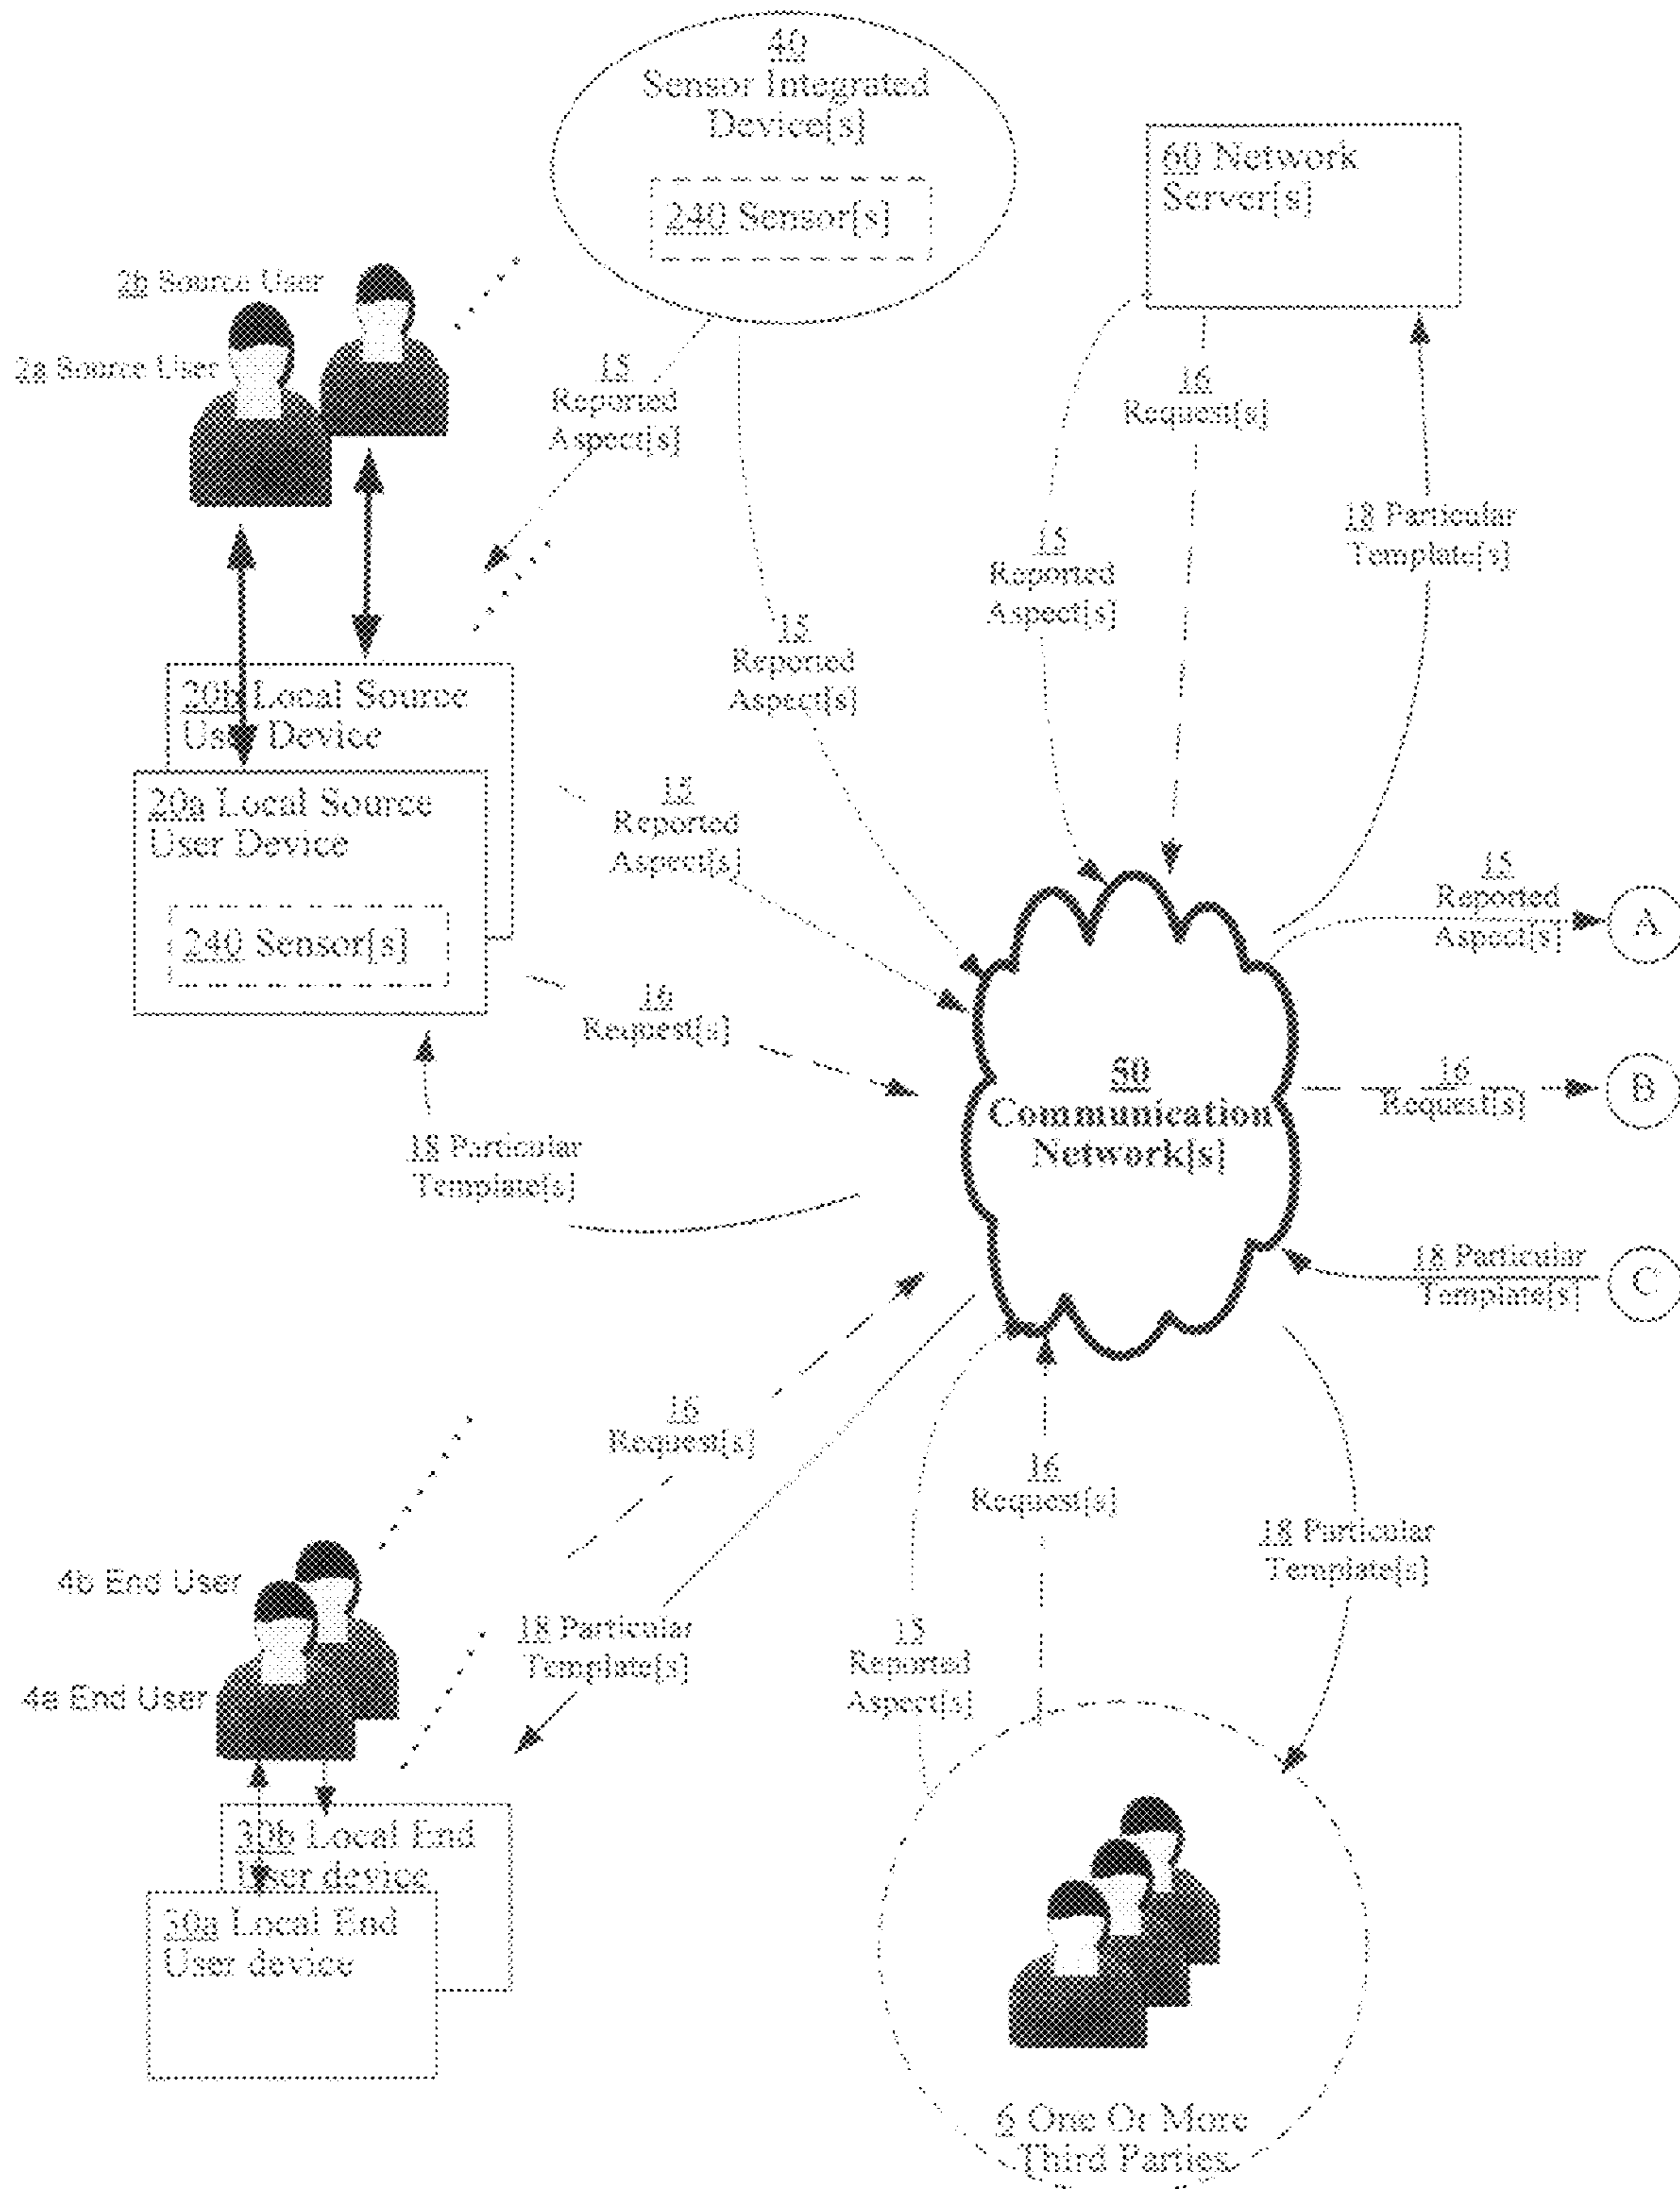 40
Sensor Integrated
Device[s]
240 Sensor[s]
60 Network
Server[s]
2b Source User
2a Source User
15
Reported
Aspect[s]
16
Request[s]
15
Reported
Aspect[s]
18 Particular
Template[s]
15
Reported
Aspect[s]
20b Local Source
User Device
20a Local Source
User Device
240 Sensor[s]
15
Reported
Aspect[s]
15
Reported
Aspect[s]
A
16
Request[s]
50
Communication
Network[s]
16
Request[s]
B
18 Particular
Template[s]
18 Particular
Template[s]
C
16
Request[s]
16
Request[s]
18 Particular
Template[s]
4b End User
4a End User
18 Particular
Template[s]
15
Reported
Aspect[s]
30b Local End
User device
30a Local End
User device
6 One Or More
Third Parties